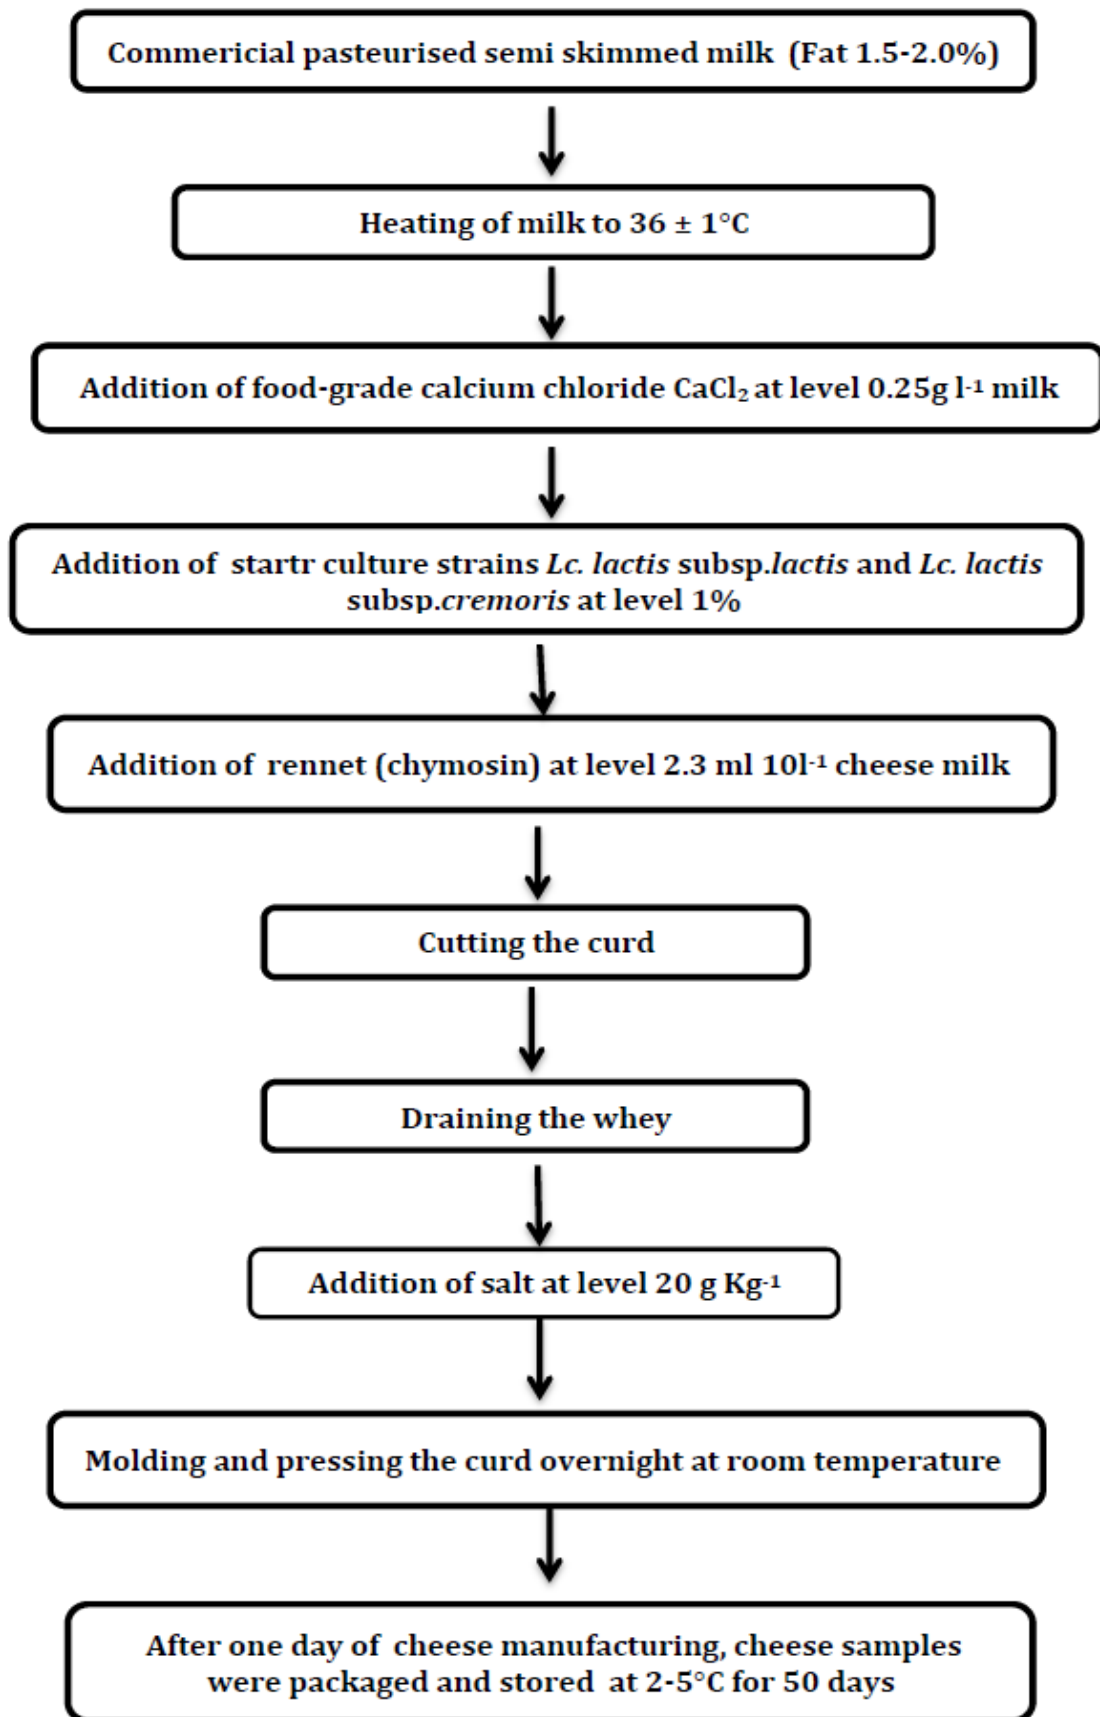 Commericial pasteurised semi skimmed milk (Fat 1.5-2.0%)
Heating of milk to 36 ± 1°C
Addition of food-grade calcium chloride CaCl₂ at level 0.25g l⁻¹ milk
Addition of startr culture strains Lc. lactis subsp.lactis and Lc. lactis
subsp.cremoris at level 1%
Addition of rennet (chymosin) at level 2.3 ml 10l⁻¹ cheese milk
Cutting the curd
Draining the whey
Addition of salt at level 20 g Kg⁻¹
Molding and pressing the curd overnight at room temperature
After one day of cheese manufacturing, cheese samples
were packaged and stored at 2-5°C for 50 days